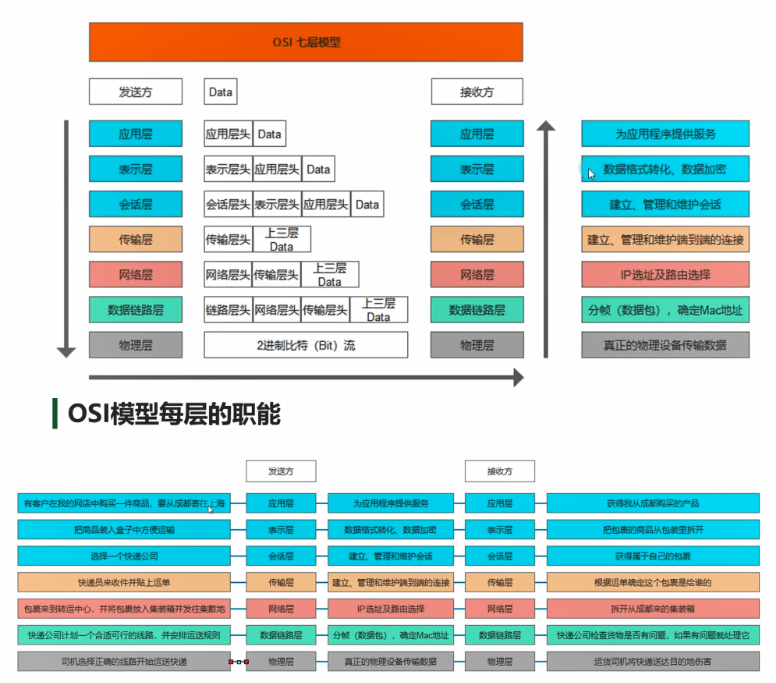 OSI 七层模型
发送方 Data 接收方
应用层 应用层头 Data 应用层 为应用程序提供服务
表示层 表示层头 应用层头 Data 表示层 数据格式转化、数据加密
会话层 会话层头 表示层头 应用层头 Data 会话层 建立、管理和维护会话
传输层 传输层头 上三层 Data 传输层 建立、管理和维护端到端的连接
网络层 网络层头 传输层头 上三层 Data 网络层 IP选址及路由选择
数据链路层 链路层头 网络层头 传输层头 上三层 Data 数据链路层 分帧（数据包），确定Mac地址
物理层 2进制比特（Bit）流 物理层 真正的物理设备传输数据
OSI模型每层的职能
发送方 接收方
有客户在我的网店中购买一件商品，要从成都寄往上海 应用层 为应用程序提供服务 应用层 获得我从成都购买的产品
把商品装入盒子中方便运输 表示层 数据格式转化、数据加密 表示层 把包裹的商品从包装里拆开
选择一个快递公司 会话层 建立、管理和维护会话 会话层 获得属于自己的包裹
快递员来收件并贴上运单 传输层 建立、管理和维护端到端的连接 传输层 根据运单确定这个包裹是给谁的
包裹来到转运中心，并将包裹放入集装箱并发往集散地 网络层 IP选址及路由选择 网络层 拆开从成都来的集装箱
快递公司计划一个合适可行的线路，并安排运送规则 数据链路层 分帧（数据包），确定Mac地址 数据链路层 快递公司检查货物是否有问题，如果有问题就处理它
司机选择正确的线路开始运送快递 物理层 真正的物理设备传输数据 物理层 运货司机将快递送达目的地伤害